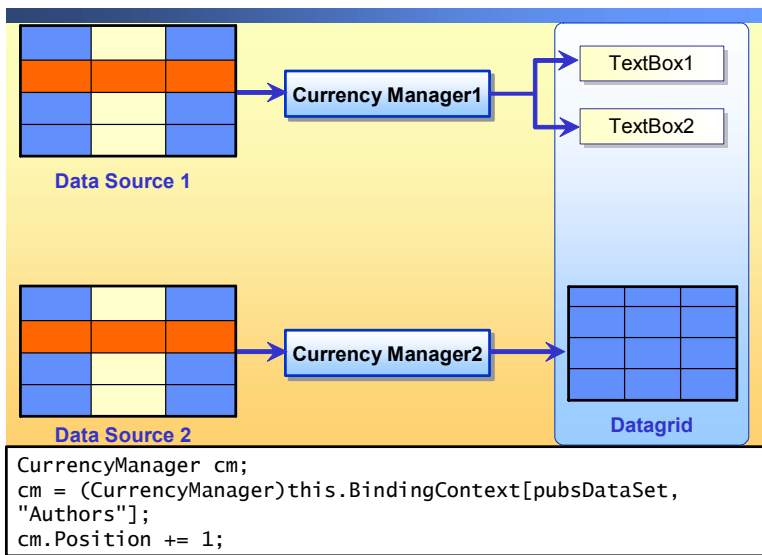 TextBox1
Currency Manager1
TextBox2
Data Source 1
Currency Manager2
Datagrid
Data Source 2
CurrencyManager cm;
cm = (CurrencyManager)this.BindingContext[pubsDataSet,
"Authors"];
cm.Position += 1;